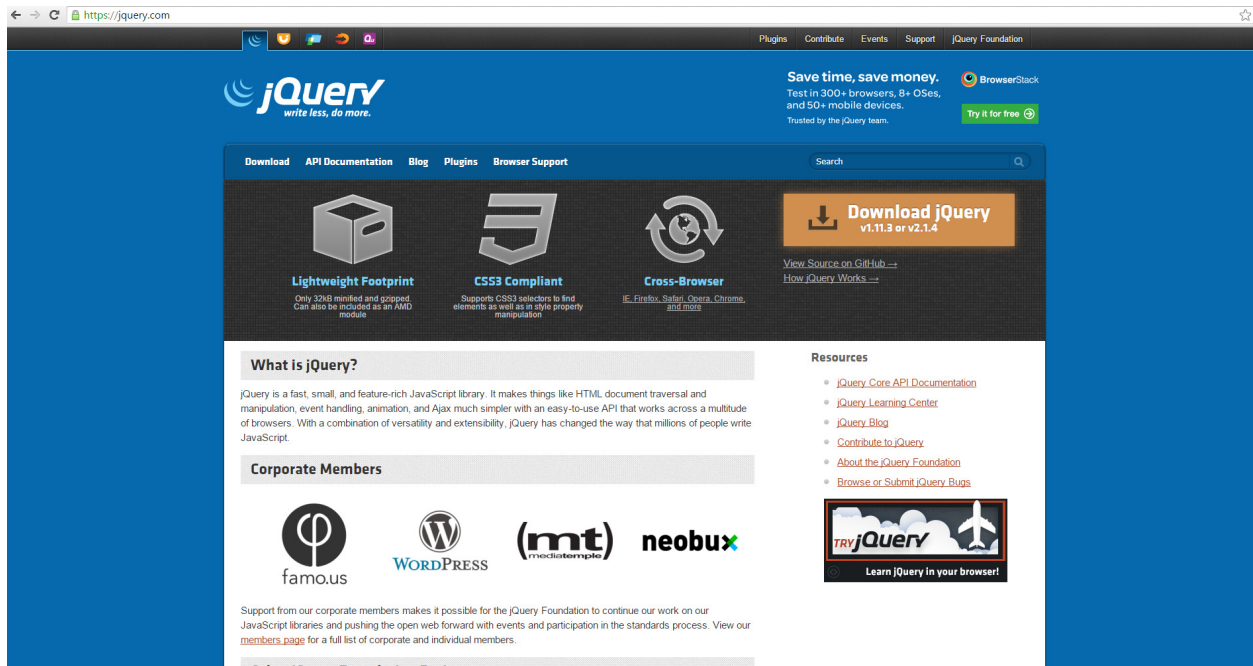 https://jquery.com
Plugins Contribute Events Support jQuery Foundation
jQuery
write less, do more.
Save time, save money.
Test in 300+ browsers, 8+ OSes,
and 50+ mobile devices.
Trusted by the jQuery team.
BrowserStack
Try it for free
Download API Documentation Blog Plugins Browser Support
Search
Lightweight Footprint
Only 32kB minified and gzipped.
Can also be included as an AMD
module
CSS3 Compliant
Supports CSS3 selectors to find
elements as well as in style property
manipulation
Cross-Browser
IE, Firefox, Safari, Opera, Chrome,
and more
Download jQuery
v1.11.3 or v2.1.4
View Source on GitHub →
How jQuery Works →
What is jQuery?
jQuery is a fast, small, and feature-rich JavaScript library. It makes things like HTML document traversal and
manipulation, event handling, animation, and Ajax much simpler with an easy-to-use API that works across a multitude
of browsers. With a combination of versatility and extensibility, jQuery has changed the way that millions of people write
JavaScript.
Corporate Members
famo.us
WORDPRESS
(mt)
mediatemple
neobux
Support from our corporate members makes it possible for the jQuery Foundation to continue our work on our
JavaScript libraries and pushing the open web forward with events and participation in the standards process. View our
members page for a full list of corporate and individual members.
Resources
jQuery Core API Documentation
jQuery Learning Center
jQuery Blog
Contribute to jQuery
About the jQuery Foundation
Browse or Submit jQuery Bugs
TRY jQuery
Learn jQuery in your browser!